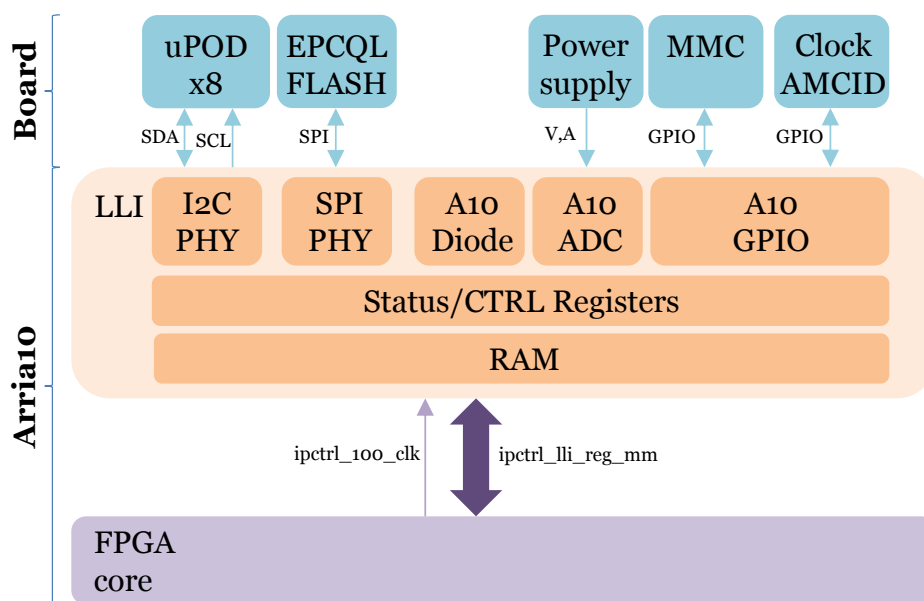 Board
uPOD
x8
EPCQL
FLASH
Power
supply
MMC
Clock
AMCID
SDA
SCL
SPI
V,A
GPIO
GPIO
Arria10
LLI
I2C
PHY
SPI
PHY
A10
Diode
A10
ADC
A10
GPIO
Status/CTRL Registers
RAM
ipctrl_100_clk
ipctrl_lli_reg_mm
FPGA
core